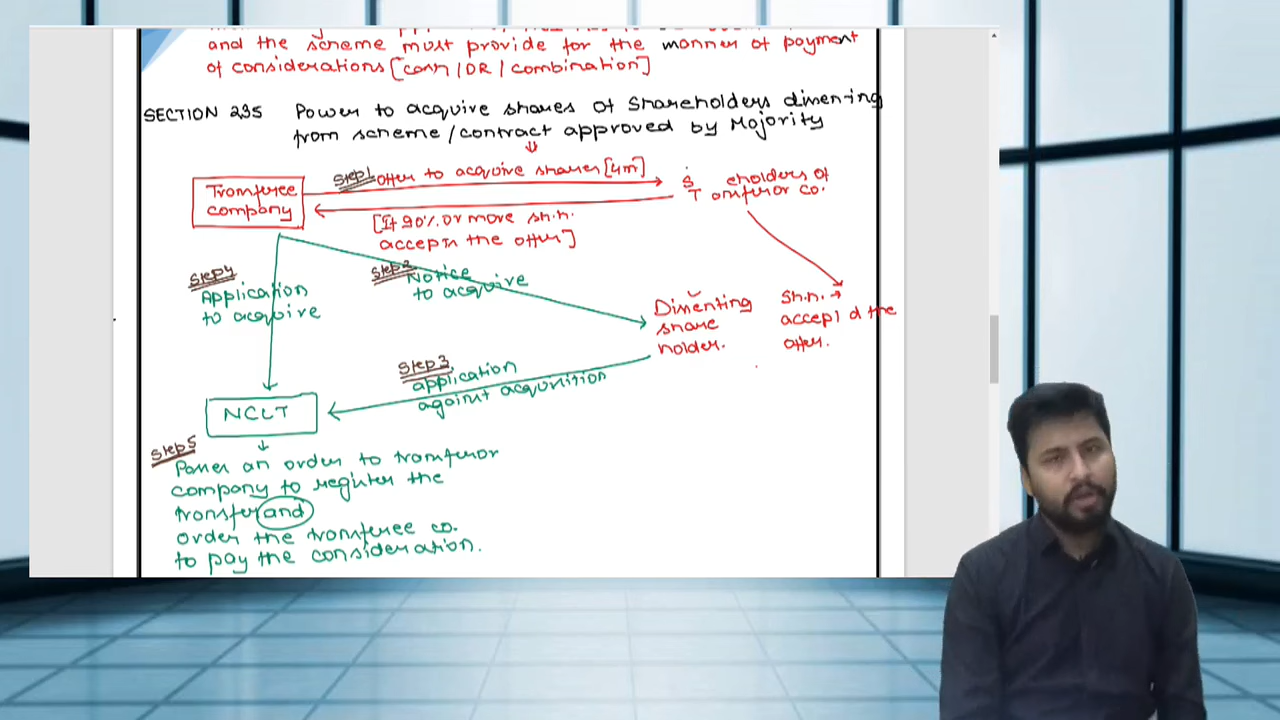 and the scheme must provide for the manner of payment
of considerations [cash / DR / combination]
SECTION 235 Power to acquire shares of shareholders dissenting
from scheme/contract approved by Majority
Step1 Offer to acquire shares [4m]
Transferee
company
eholders of
T ansferor co.
[If 90% or more sh.h.
accepts the offer]
Step4
Application
to acquire
Step2 Notice
to acquire
Dissenting
share
holder.
Sh.h. →
accept d the
offer.
Step3
application
against acquisition
NCLT
Step5
Passes an order to transferor
company to register the
transfer and
order the transferee co.
to pay the consideration.